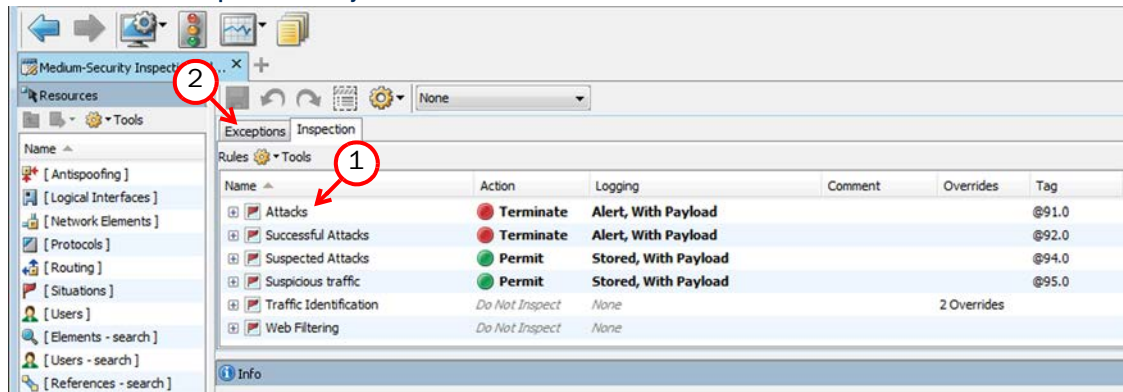 Medium-Security Inspecti
.. ×
2
Resources
None
Tools
Exceptions
Inspection
Name
Rules
Tools
1
[ Antispoofing ]
[ Logical Interfaces ]
[ Network Elements ]
[ Protocols ]
[ Routing ]
[ Situations ]
[ Users ]
[ Elements - search ]
[ Users - search ]
[ References - search ]
Name Action Logging Comment Overrides Tag
Attacks Terminate Alert, With Payload @91.0
Successful Attacks Terminate Alert, With Payload @92.0
Suspected Attacks Permit Stored, With Payload @94.0
Suspicious traffic Permit Stored, With Payload @95.0
Traffic Identification Do Not Inspect None 2 Overrides
Web Filtering Do Not Inspect None
Info